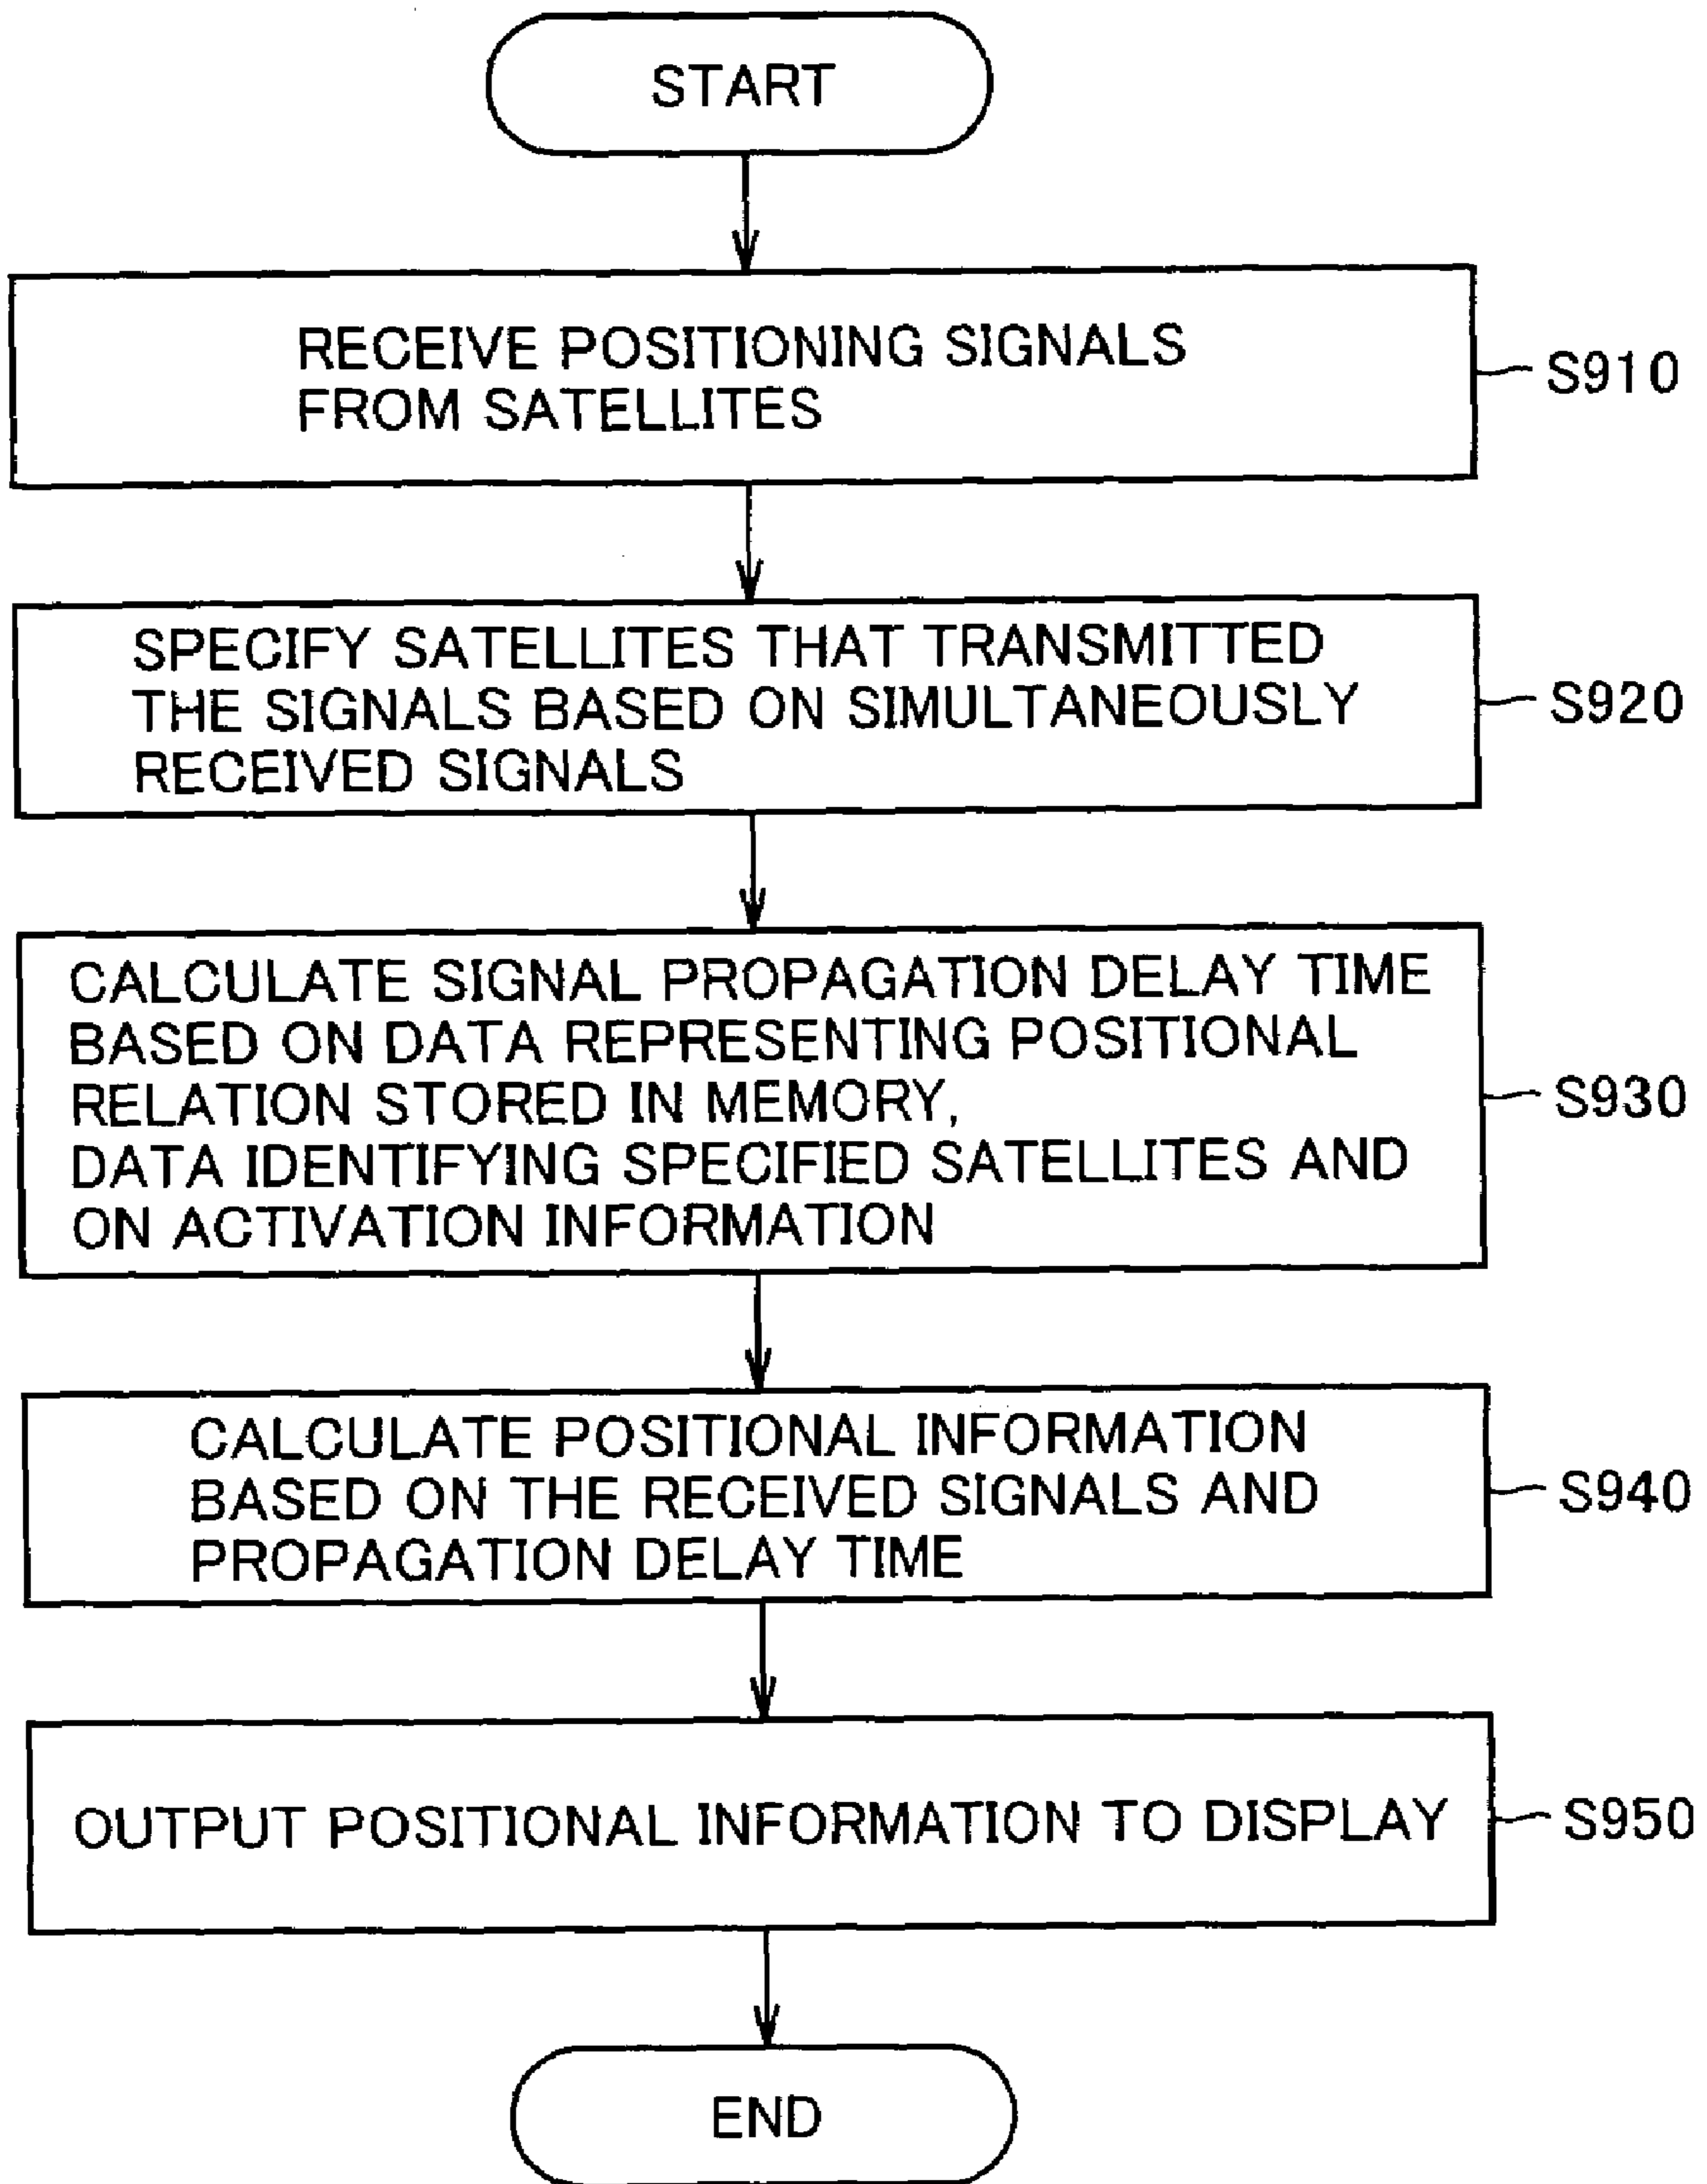 START
RECEIVE POSITIONING SIGNALS
FROM SATELLITES
S910
SPECIFY SATELLITES THAT TRANSMITTED
THE SIGNALS BASED ON SIMULTANEOUSLY
RECEIVED SIGNALS
S920
CALCULATE SIGNAL PROPAGATION DELAY TIME
BASED ON DATA REPRESENTING POSITIONAL
RELATION STORED IN MEMORY,
DATA IDENTIFYING SPECIFIED SATELLITES AND
ON ACTIVATION INFORMATION
S930
CALCULATE POSITIONAL INFORMATION
BASED ON THE RECEIVED SIGNALS AND
PROPAGATION DELAY TIME
S940
OUTPUT POSITIONAL INFORMATION TO DISPLAY
S950
END